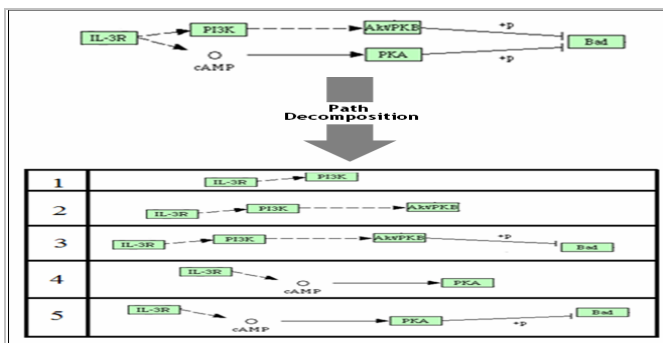 PI3K Akt/PKB +p
IL-3R Bad
cAMP PKA +p
Path
Decomposition
1 IL-3R PI3K
2 IL-3R PI3K Akt/PKB
3 IL-3R PI3K Akt/PKB +p Bad
4 IL-3R cAMP PKA
5 IL-3R cAMP PKA +p Bad